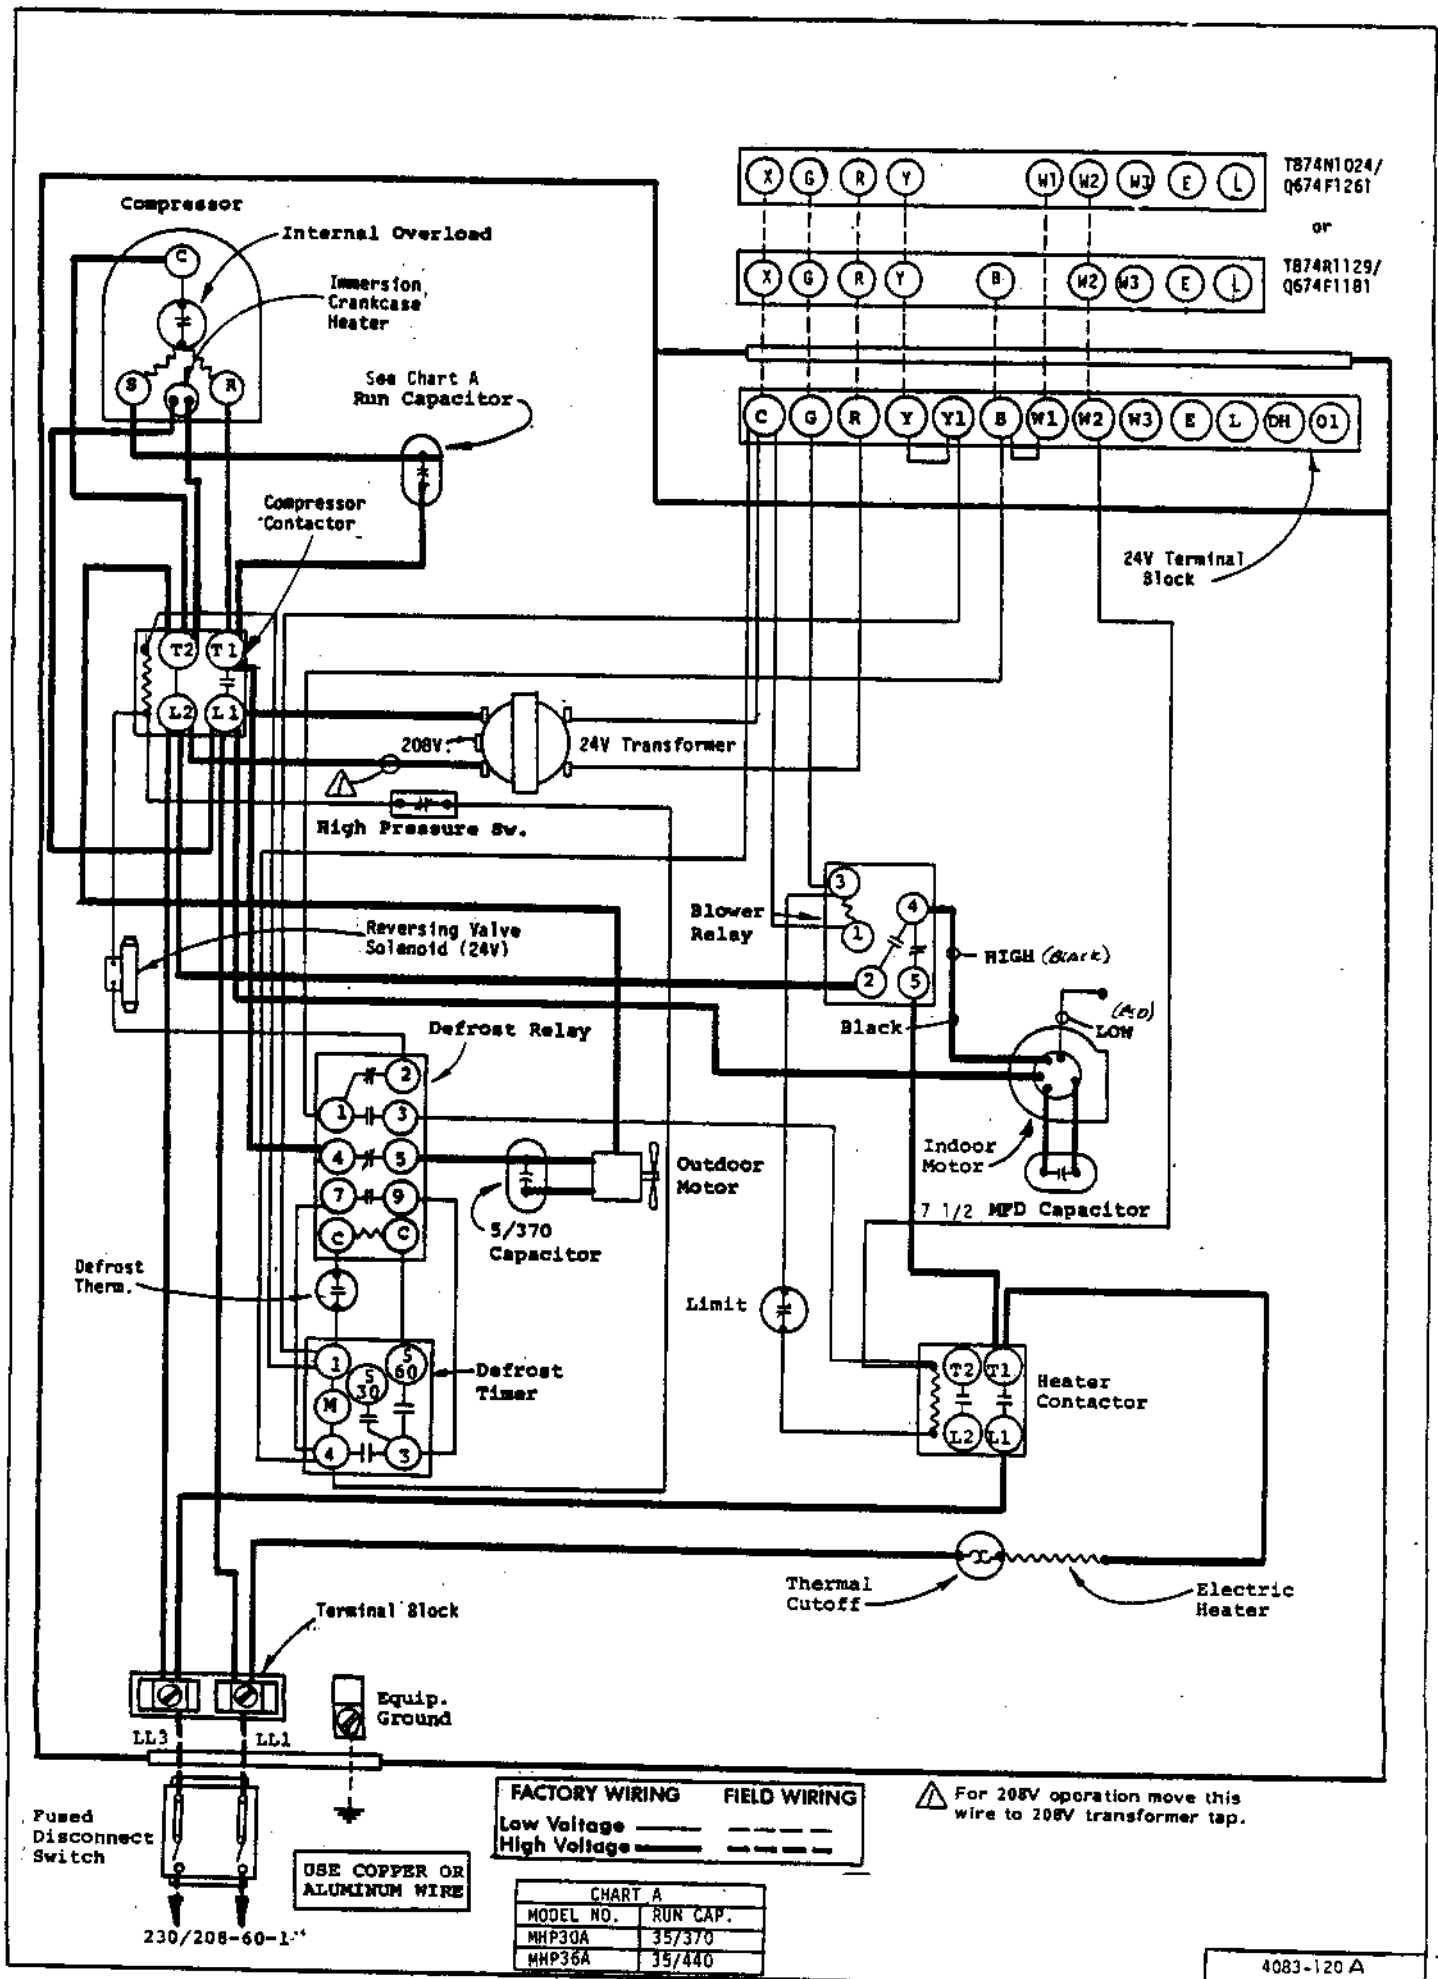 T874N1024/
Q674F1261
X G R Y W1 W2 W3 E L
or
T874R1129/
Q674F1181
X G R Y B W2 W3 E L
Compressor
Internal Overload
Immersion
Crankcase
Heater
C
S
R
See Chart A
Run Capacitor
C G R Y Y1 B W1 W2 W3 E L DH O1
24V Terminal
Block
Compressor
Contactor
T2 T1
L2 L1
208V
24V Transformer
High Pressure Sw.
Reversing Valve
Solenoid (24V)
Blower
Relay
3
4
1
2
5
HIGH (BLACK)
Black
(RED)
LOW
Indoor
Motor
7 1/2 MFD Capacitor
Defrost Relay
2
1 3
4 5
7 9
C C
5/370
Capacitor
Outdoor
Motor
Defrost
Therm.
Limit
1
S
60
S
30
M
4 3
Defrost
Timer
T2 T1
L2 L1
Heater
Contactor
Thermal
Cutoff
Electric
Heater
Terminal Block
LL3
LL1
Equip.
Ground
Fused
Disconnect
Switch
230/208-60-1
USE COPPER OR
ALUMINUM WIRE
FACTORY WIRING FIELD WIRING
Low Voltage
High Voltage
For 208V operation move this
wire to 208V transformer tap.
CHART A
MODEL NO. RUN CAP.
MHP30A 35/370
MHP36A 35/440
4083-120 A